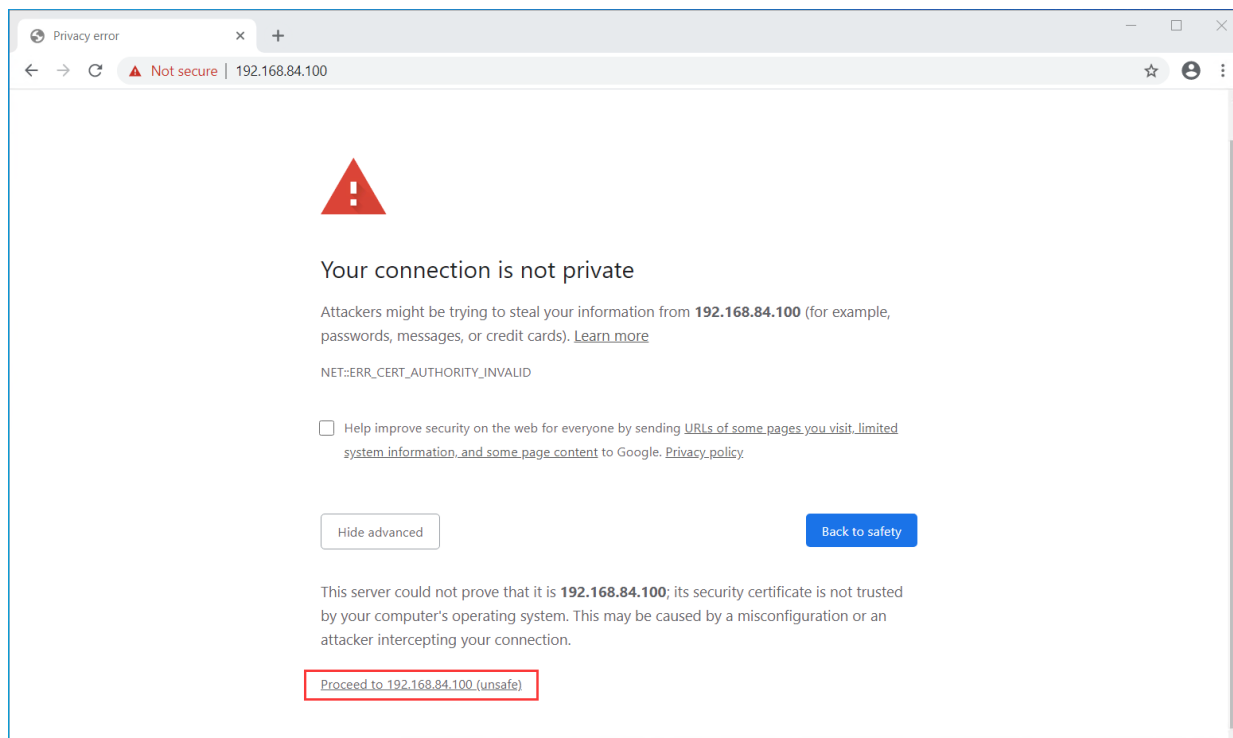 Privacy error
Not secure | 192.168.84.100
Your connection is not private
Attackers might be trying to steal your information from 192.168.84.100 (for example,
passwords, messages, or credit cards). Learn more
NET::ERR_CERT_AUTHORITY_INVALID
Help improve security on the web for everyone by sending URLs of some pages you visit, limited
system information, and some page content to Google. Privacy policy
Hide advanced
Back to safety
This server could not prove that it is 192.168.84.100; its security certificate is not trusted
by your computer's operating system. This may be caused by a misconfiguration or an
attacker intercepting your connection.
Proceed to 192.168.84.100 (unsafe)